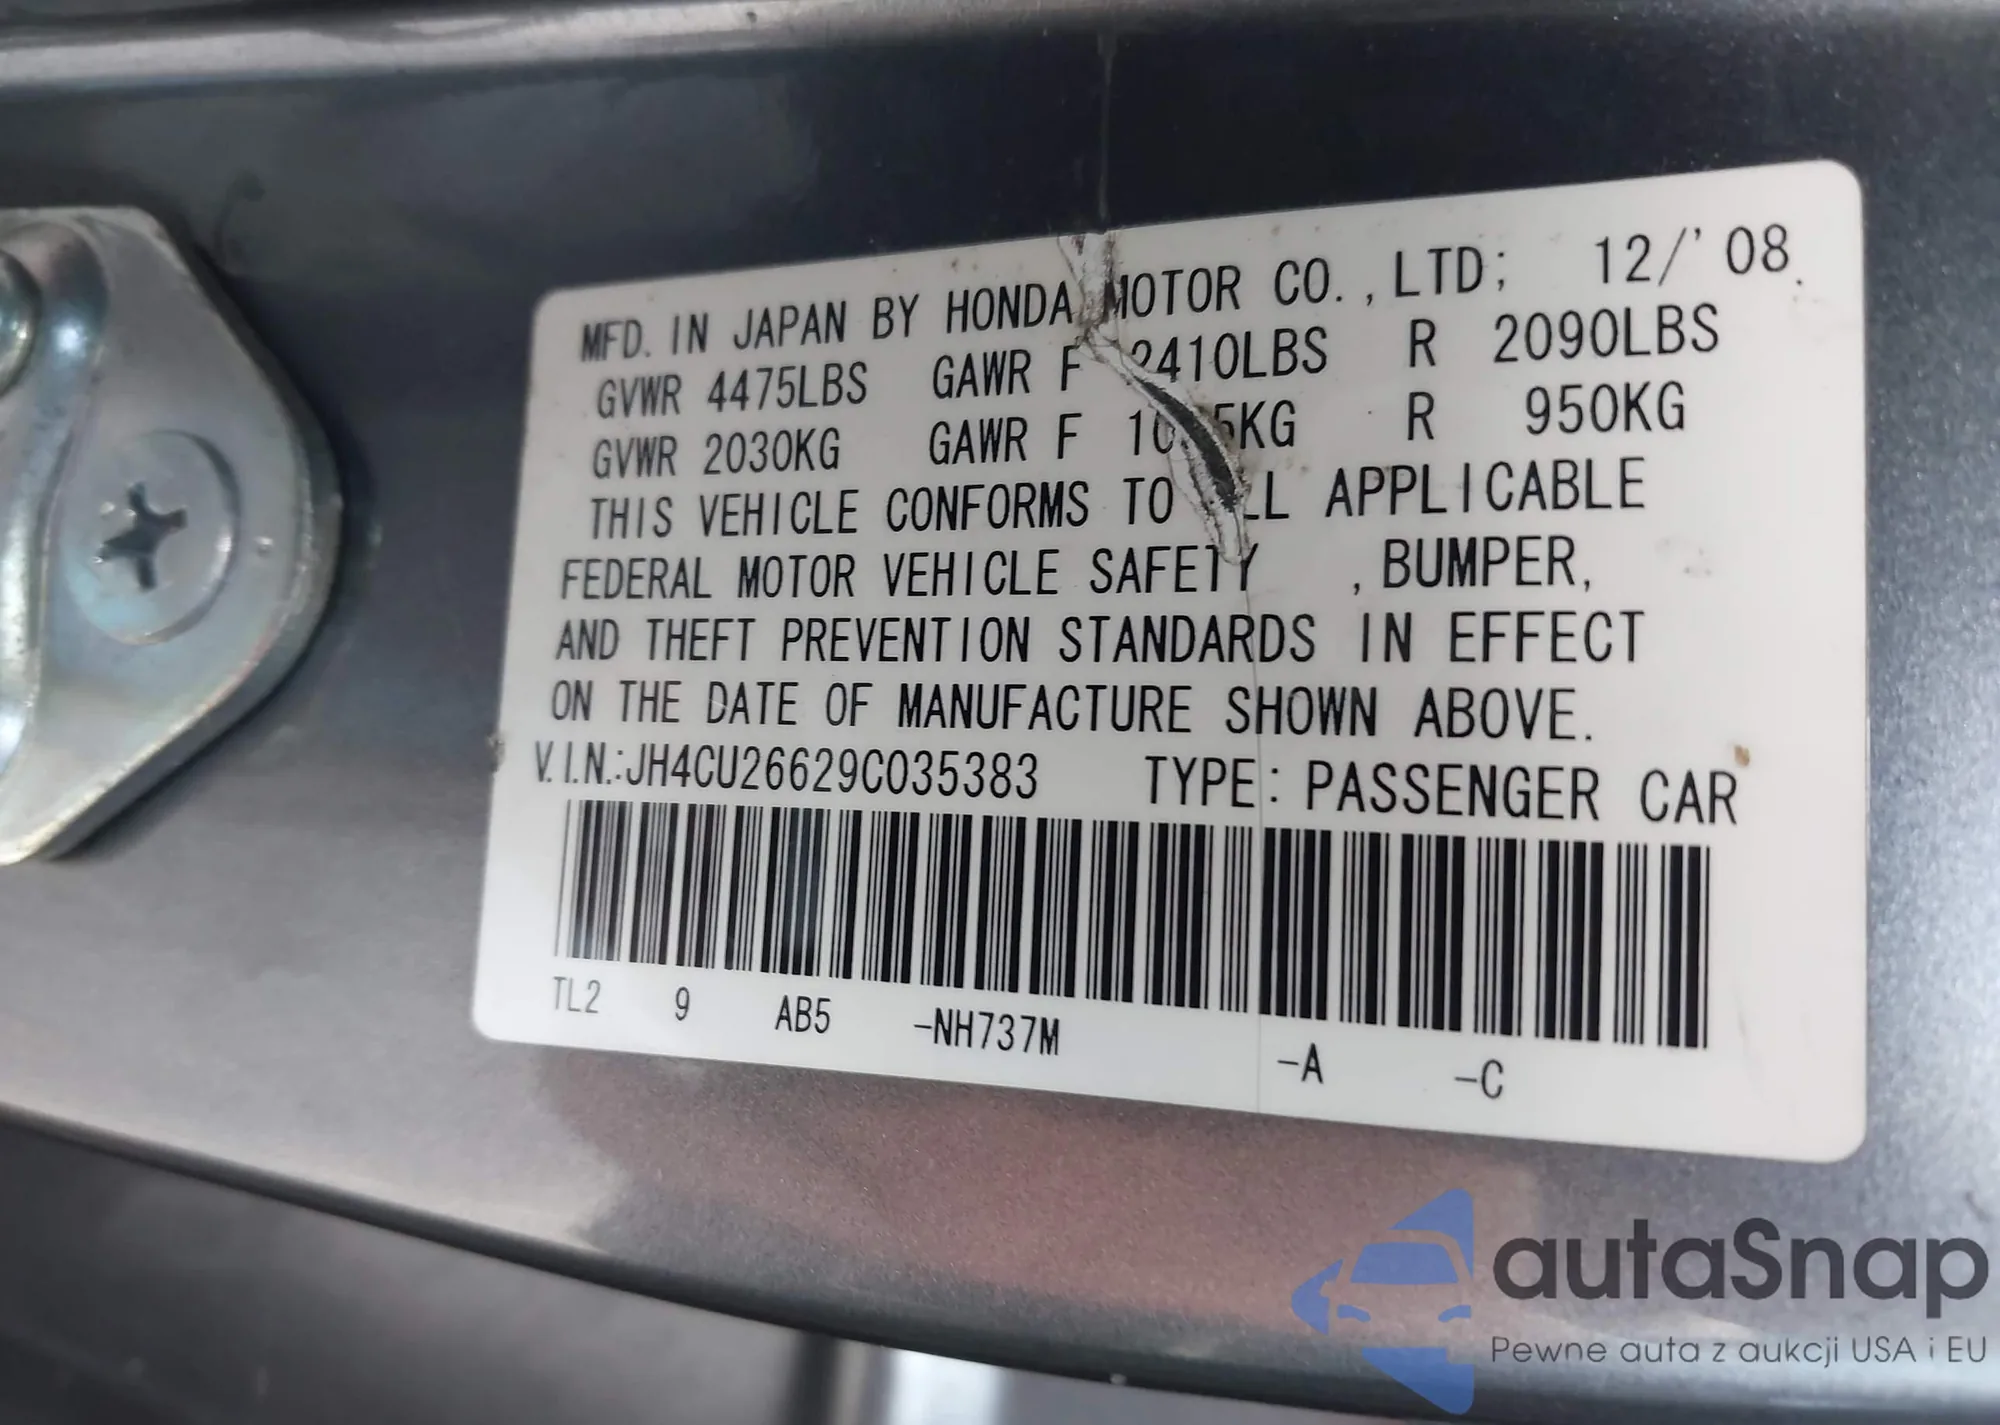 MFD. IN JAPAN BY HONDA MOTOR CO., LTD; 12/'08
GVWR 4475LBS GAWR F 2410LBS R 2090LBS
GVWR 2030KG GAWR F R 950KG
THIS VEHICLE CONFORMS TO ALL APPLICABLE
FEDERAL MOTOR VEHICLE SAFETY , BUMPER,
AND THEFT PREVENTION STANDARDS IN EFFECT
ON THE DATE OF MANUFACTURE SHOWN ABOVE.
V.I.N.:JH4CU26629C035383 TYPE: PASSENGER CAR
TL2 9 AB5 -NH737M -A -C
autaSnap
Pewne auta z aukcji USA i EU